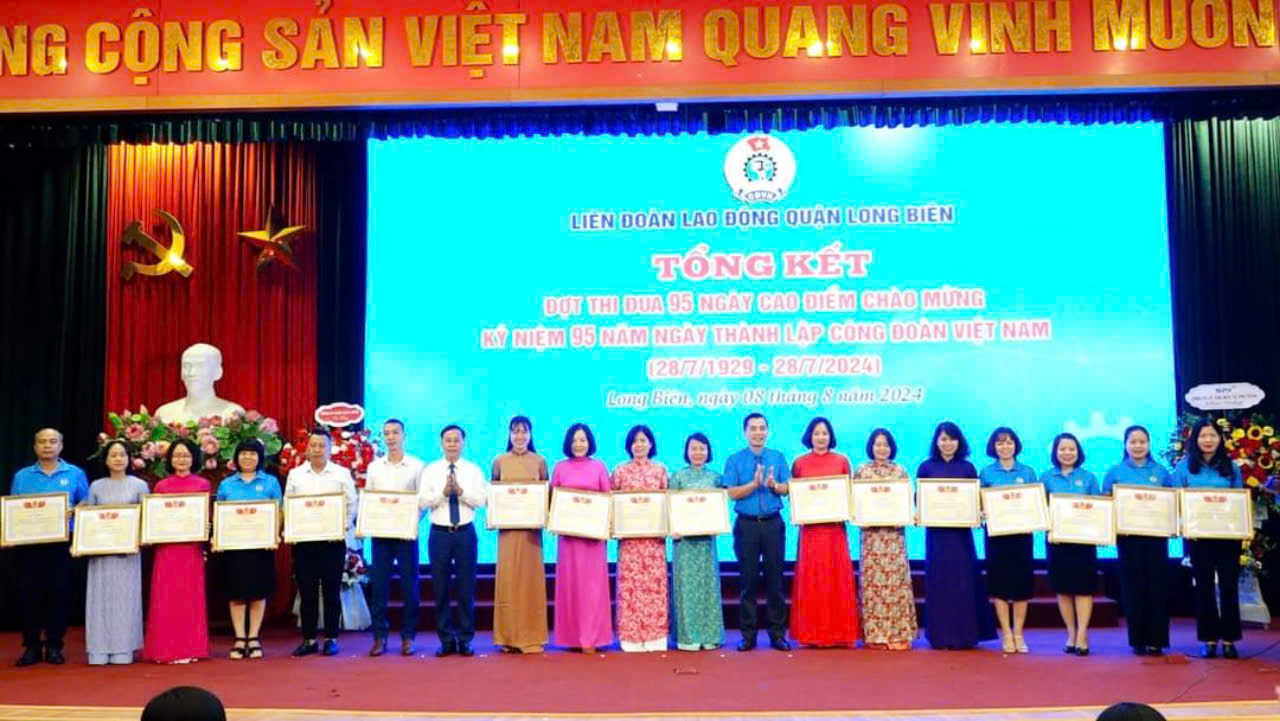 NG CỘNG SẢN VIỆT NAM QUANG VINH MUÔN
CĐVN
LIÊN ĐOÀN LAO ĐỘNG QUẬN LONG BIÊN
TỔNG KẾT
ĐỢT THI ĐUA 95 NGÀY CAO ĐIỂM CHÀO MỪNG
KỶ NIỆM 95 NĂM NGÀY THÀNH LẬP CÔNG ĐOÀN VIỆT NAM
(28/7/1929 - 28/7/2024)
Long Biên, ngày 08 tháng 8 năm 2024